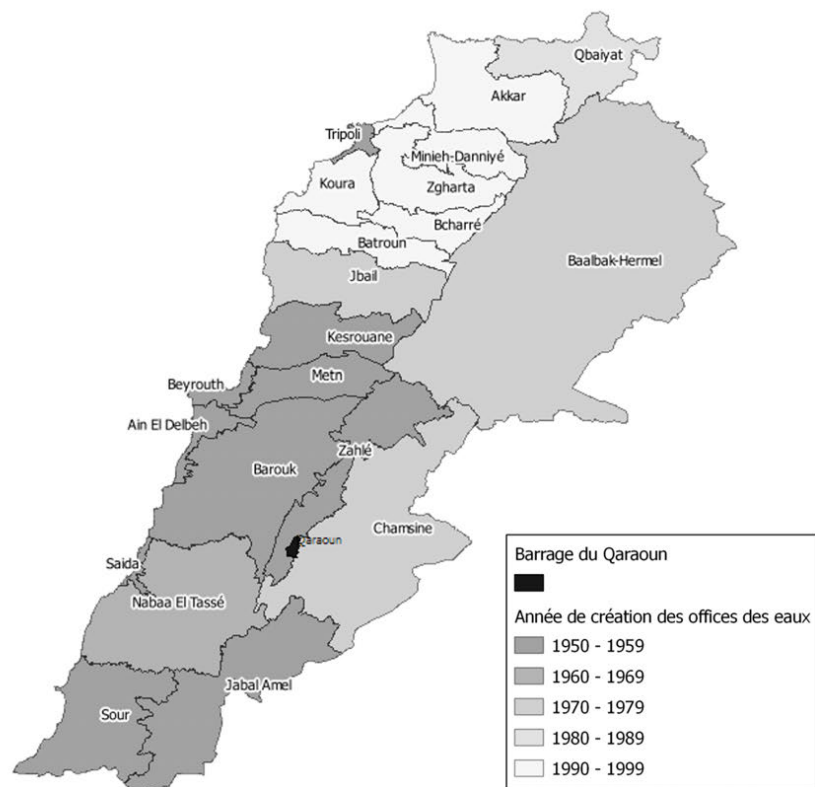 Qbaiyat
Akkar
Tripoli
Minieh-Danniyé
Koura
Zgharta
Bcharré
Batroun
Baalbak-Hermel
Jbail
Kesrouane
Metn
Beyrouth
Ain El Delbeh
Zahlé
Barouk
Chamsine
Qaraoun
Saida
Nabaa El Tassé
Jabal Amel
Sour
Barrage du Qaraoun
Année de création des offices des eaux
1950 - 1959
1960 - 1969
1970 - 1979
1980 - 1989
1990 - 1999